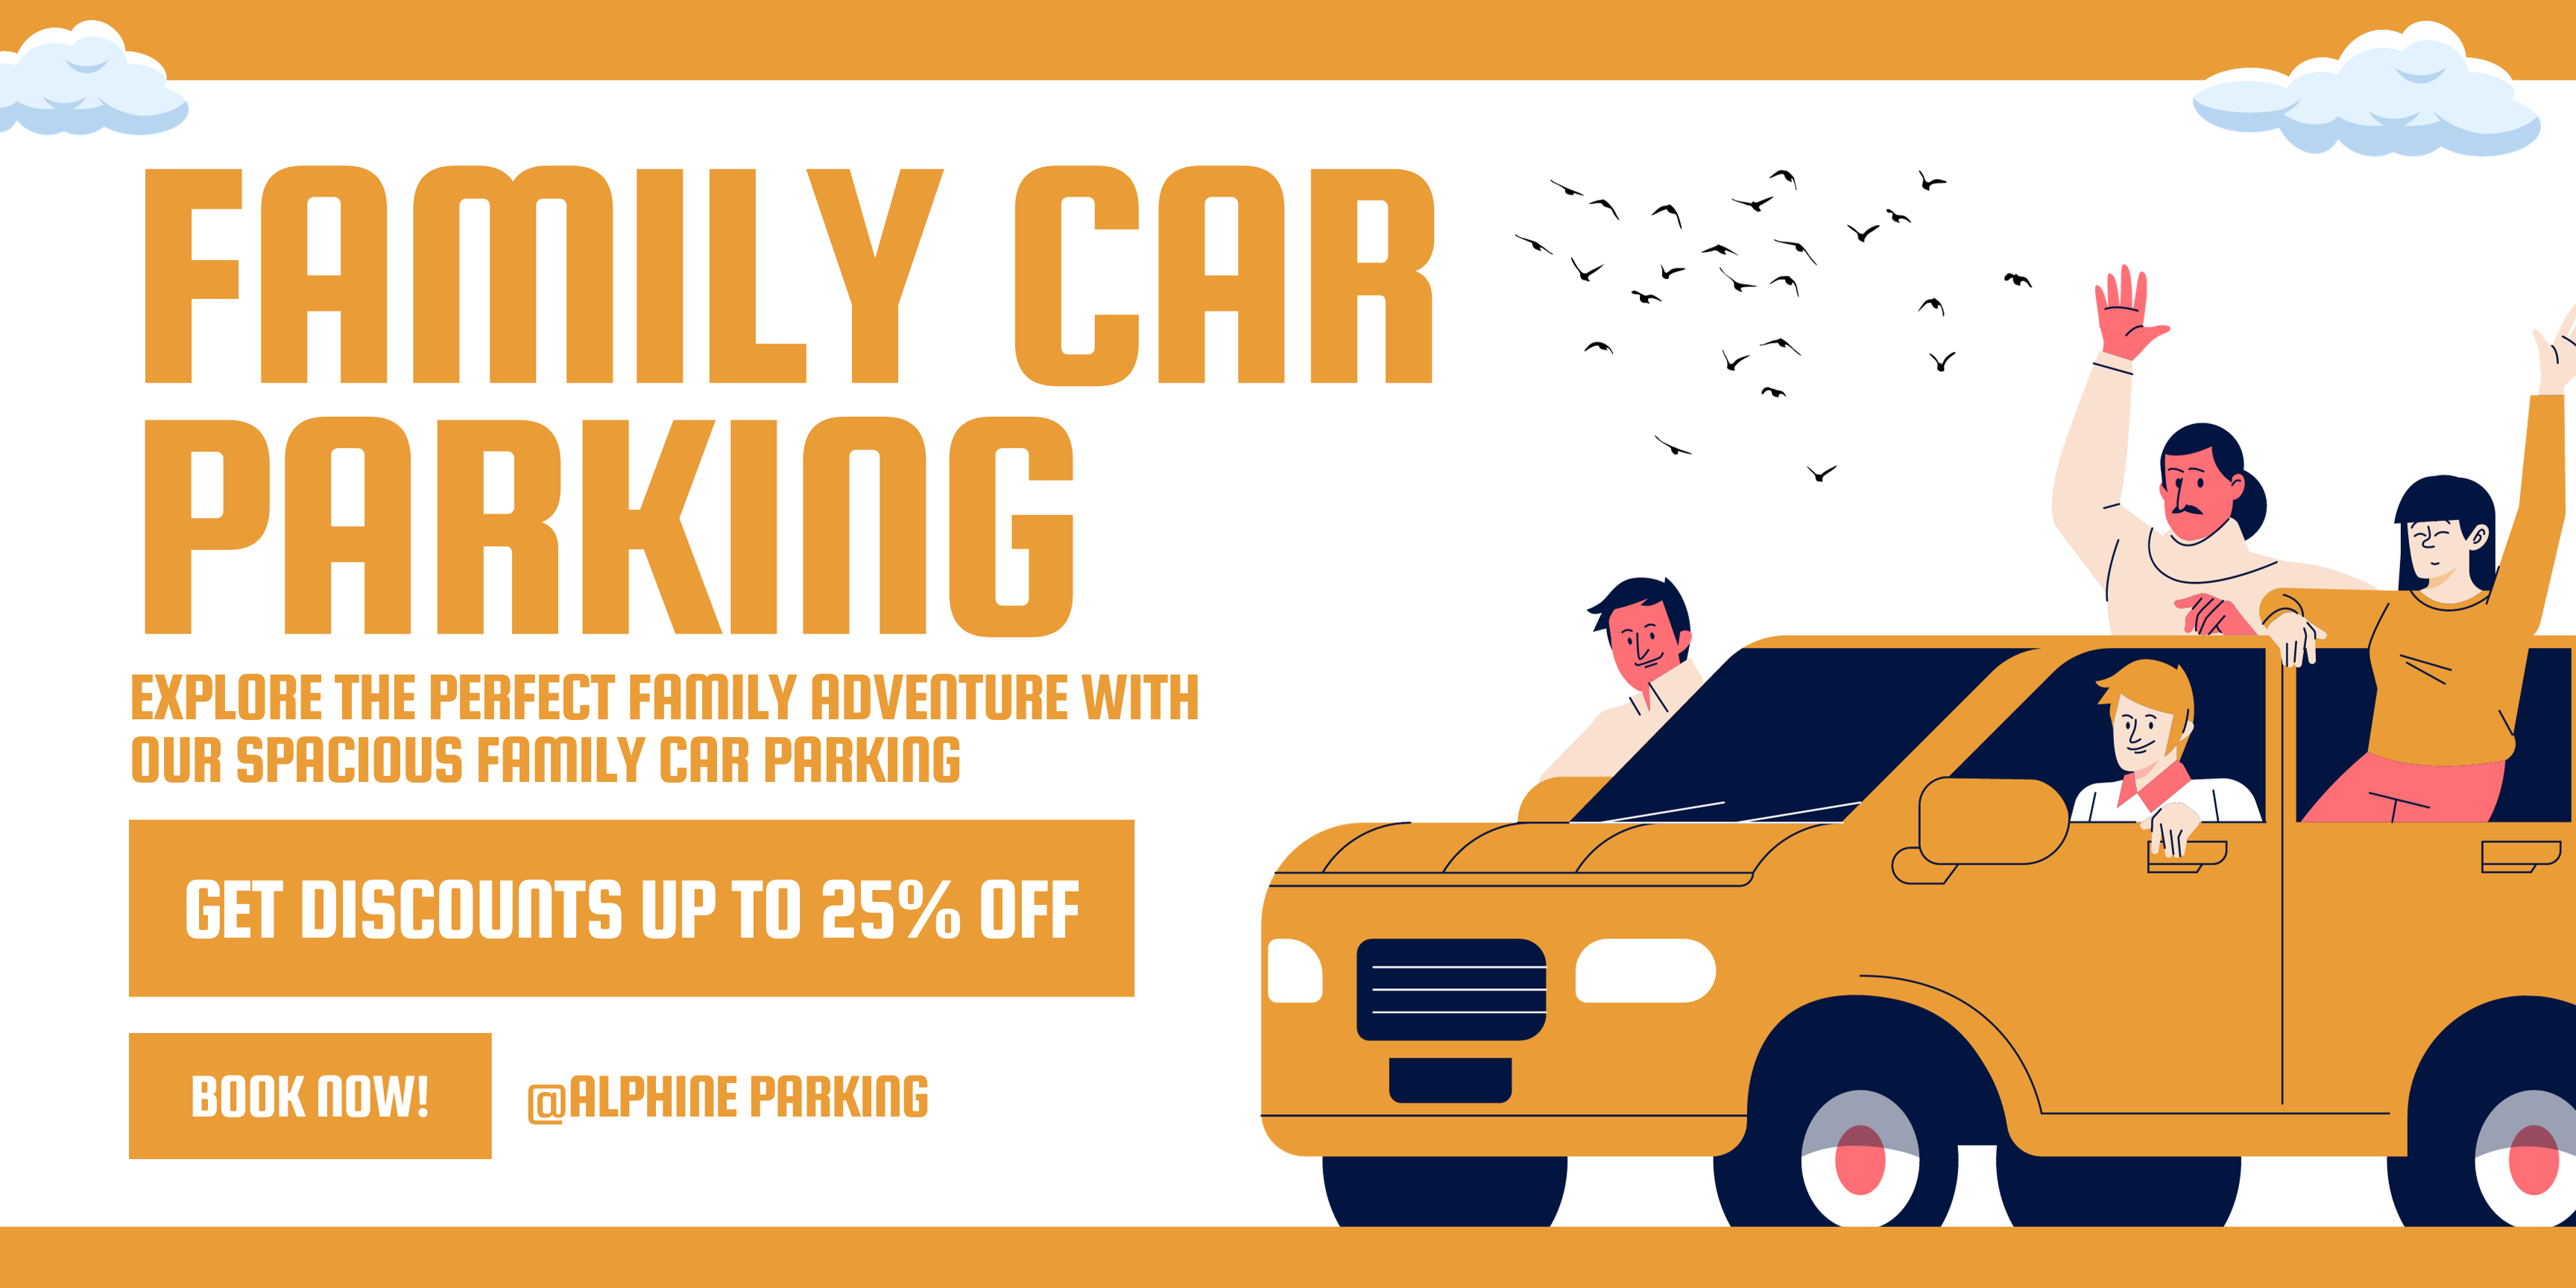 FAMILY CAR
PARKING
EXPLORE THE PERFECT FAMILY ADVENTURE WITH
OUR SPACIOUS FAMILY CAR PARKING
GET DISCOUNTS UP TO 25% OFF
BOOK NOW!
@ALPHINE PARKING